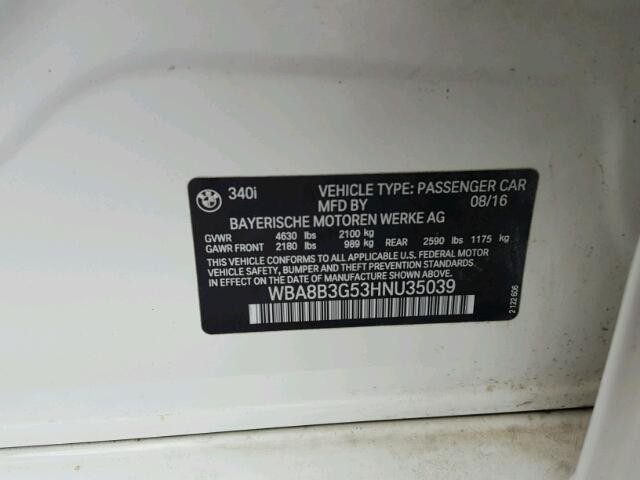 BMW
340i VEHICLE TYPE: PASSENGER CAR
MFD BY 08/16
BAYERISCHE MOTOREN WERKE AG
GVWR 4630 lbs 2100 kg
GAWR FRONT 2180 lbs 989 kg REAR 2590 lbs 1175 kg
THIS VEHICLE CONFORMS TO ALL APPLICABLE U.S. FEDERAL MOTOR
VEHICLE SAFETY, BUMPER AND THEFT PREVENTION STANDARDS
IN EFFECT ON THE DATE OF MANUFACTURE SHOWN ABOVE.
WBA8B3G53HNU35039
2 122 606